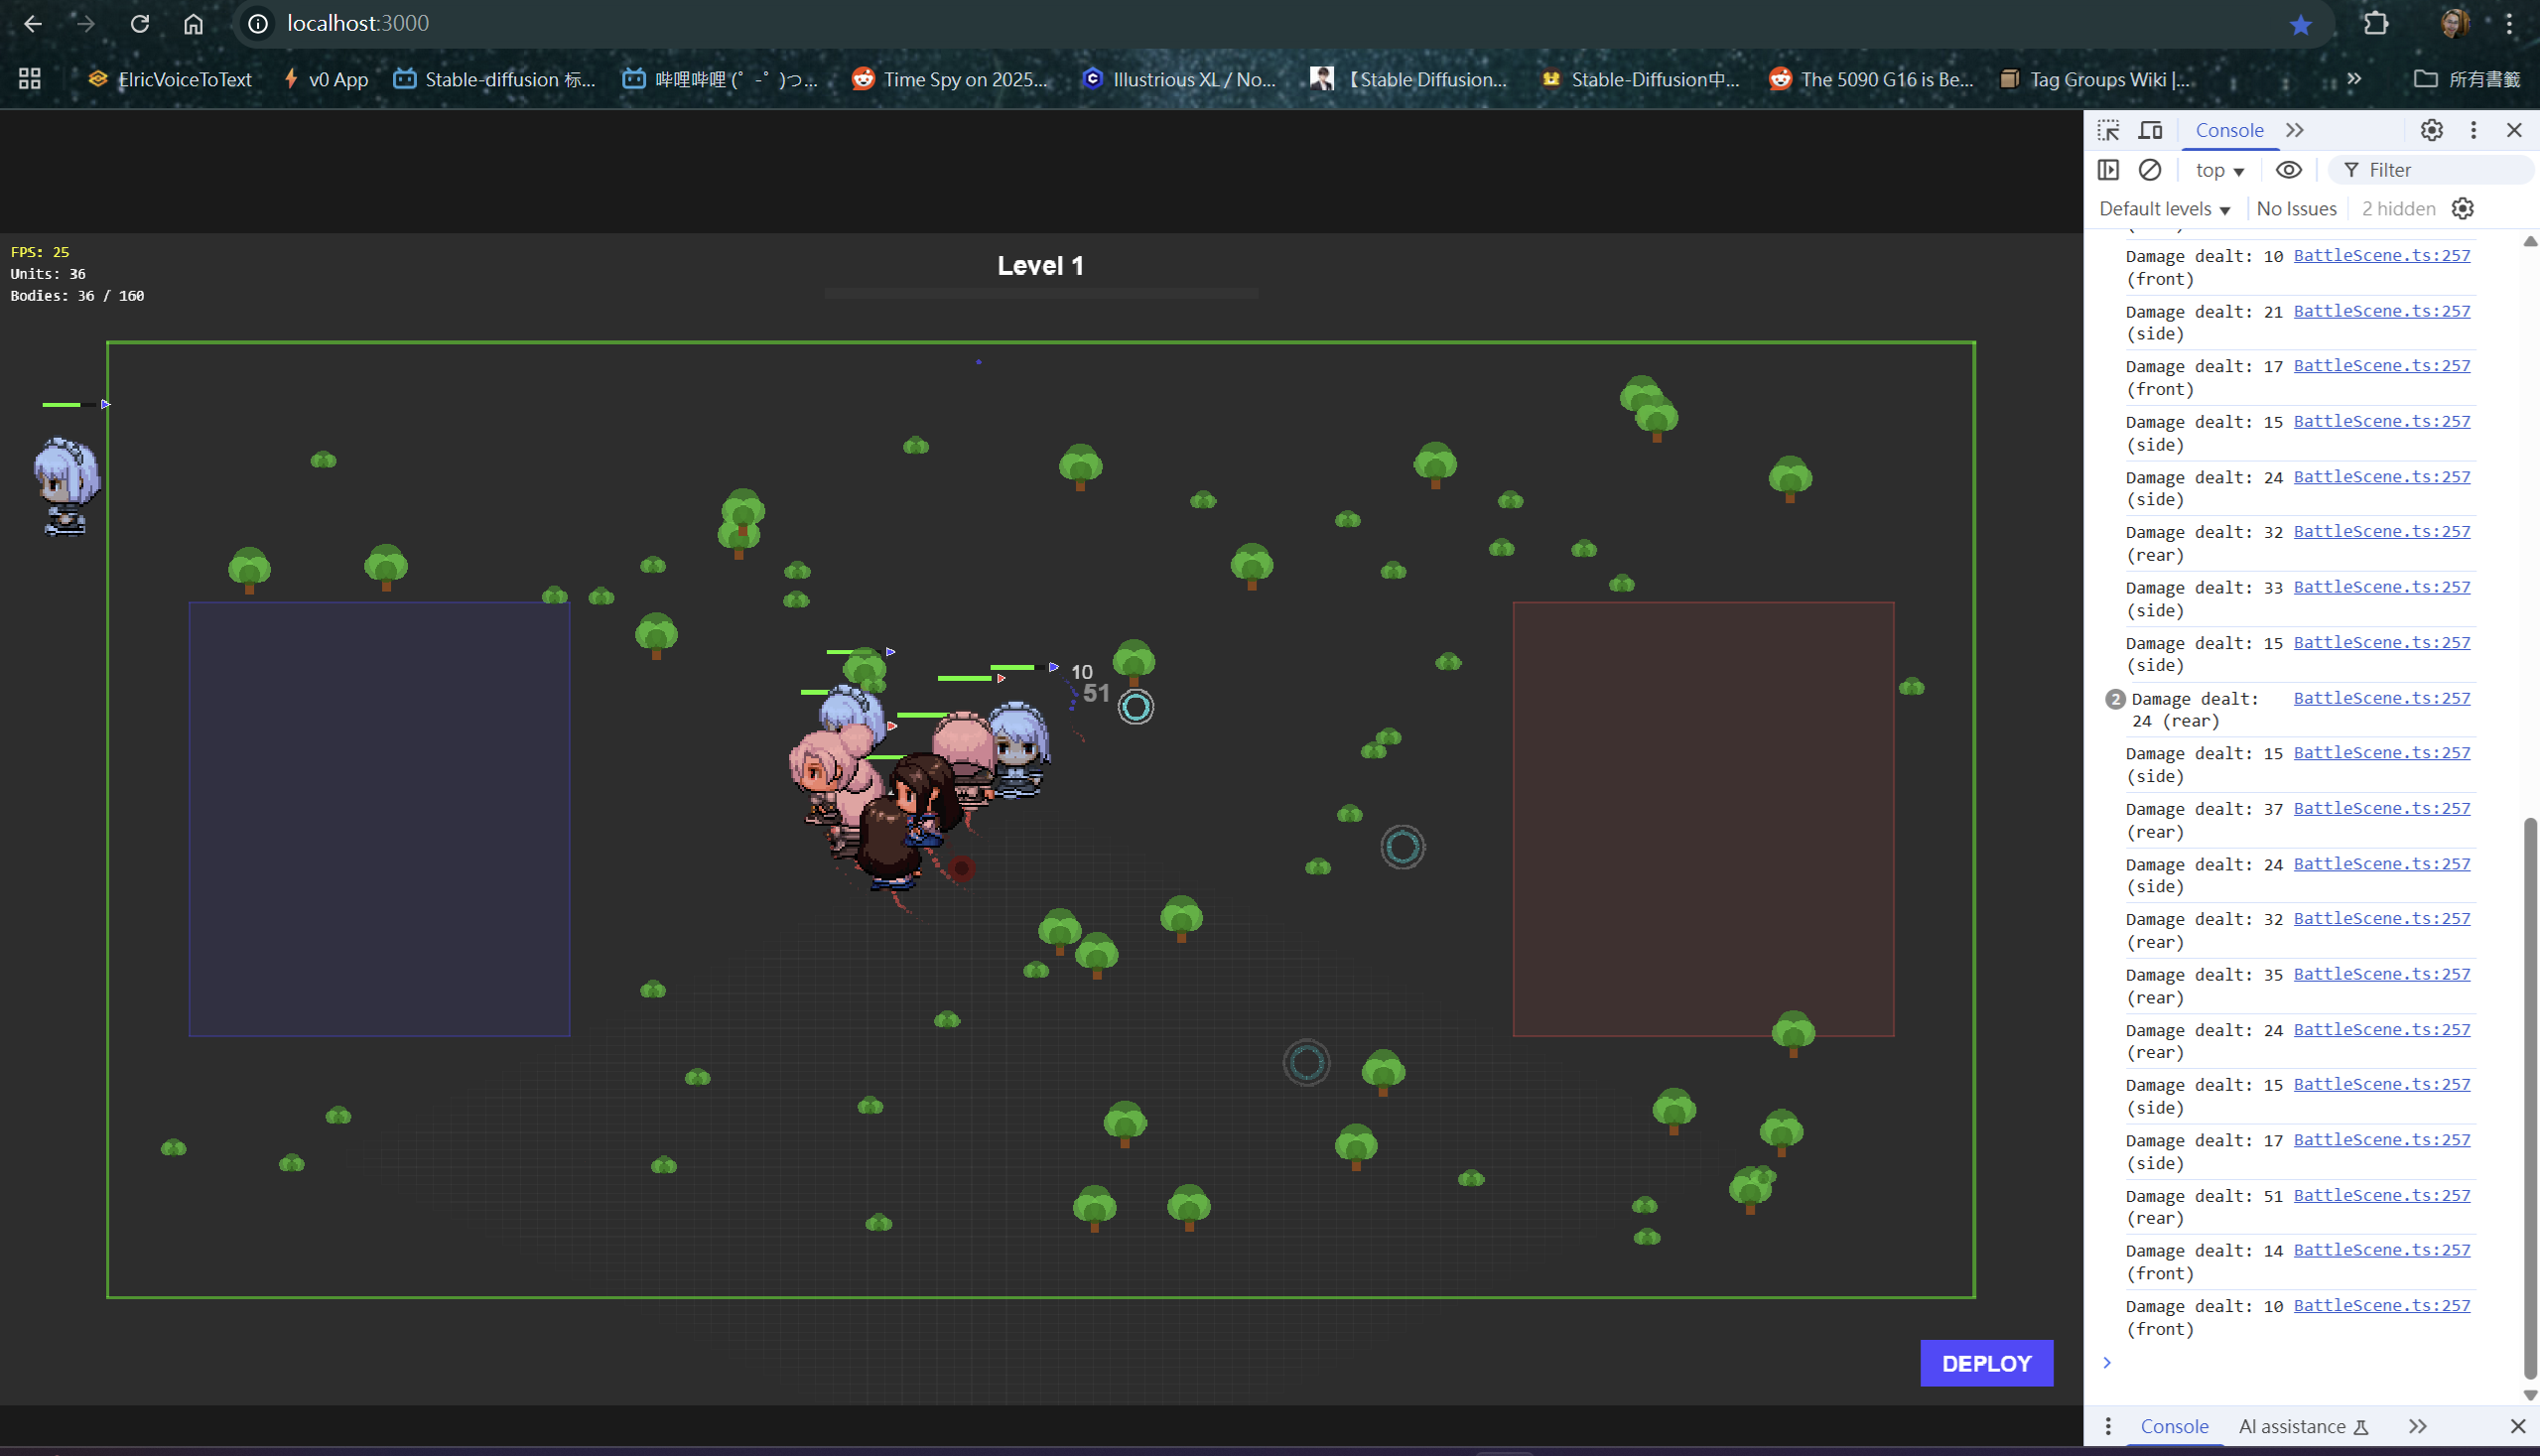 localhost:3000
ElricVoiceToText
v0 App
Stable-diffusion 标...
哔哩哔哩 (゜-゜)つ...
Time Spy on 2025...
Illustrious XL / No...
【Stable Diffusion...
Stable-Diffusion中...
The 5090 G16 is Be...
Tag Groups Wiki |...
所有書籤
FPS: 25
Units: 36
Bodies: 36 / 160
Level 1
10
51
DEPLOY
Console
top
Filter
Default levels
No Issues
2 hidden
Damage dealt: 10 BattleScene.ts:257
(front)
Damage dealt: 21 BattleScene.ts:257
(side)
Damage dealt: 17 BattleScene.ts:257
(front)
Damage dealt: 15 BattleScene.ts:257
(side)
Damage dealt: 24 BattleScene.ts:257
(side)
Damage dealt: 32 BattleScene.ts:257
(rear)
Damage dealt: 33 BattleScene.ts:257
(side)
Damage dealt: 15 BattleScene.ts:257
(side)
2 Damage dealt: BattleScene.ts:257
24 (rear)
Damage dealt: 15 BattleScene.ts:257
(side)
Damage dealt: 37 BattleScene.ts:257
(rear)
Damage dealt: 24 BattleScene.ts:257
(side)
Damage dealt: 32 BattleScene.ts:257
(rear)
Damage dealt: 35 BattleScene.ts:257
(rear)
Damage dealt: 24 BattleScene.ts:257
(rear)
Damage dealt: 15 BattleScene.ts:257
(side)
Damage dealt: 17 BattleScene.ts:257
(side)
Damage dealt: 51 BattleScene.ts:257
(rear)
Damage dealt: 14 BattleScene.ts:257
(front)
Damage dealt: 10 BattleScene.ts:257
(front)
Console
AI assistance